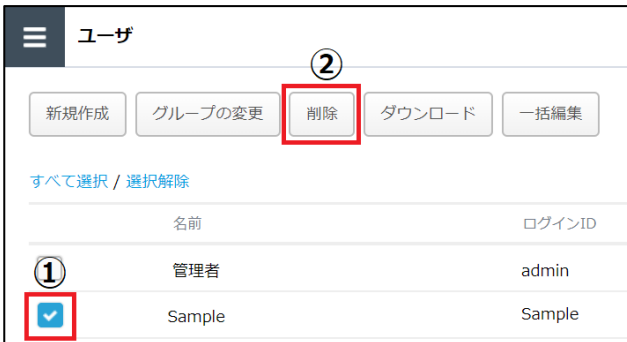 ユーザ
②
新規作成 グループの変更 削除 ダウンロード 一括編集
すべて選択 / 選択解除
名前 ログインID
①
管理者 admin
Sample Sample